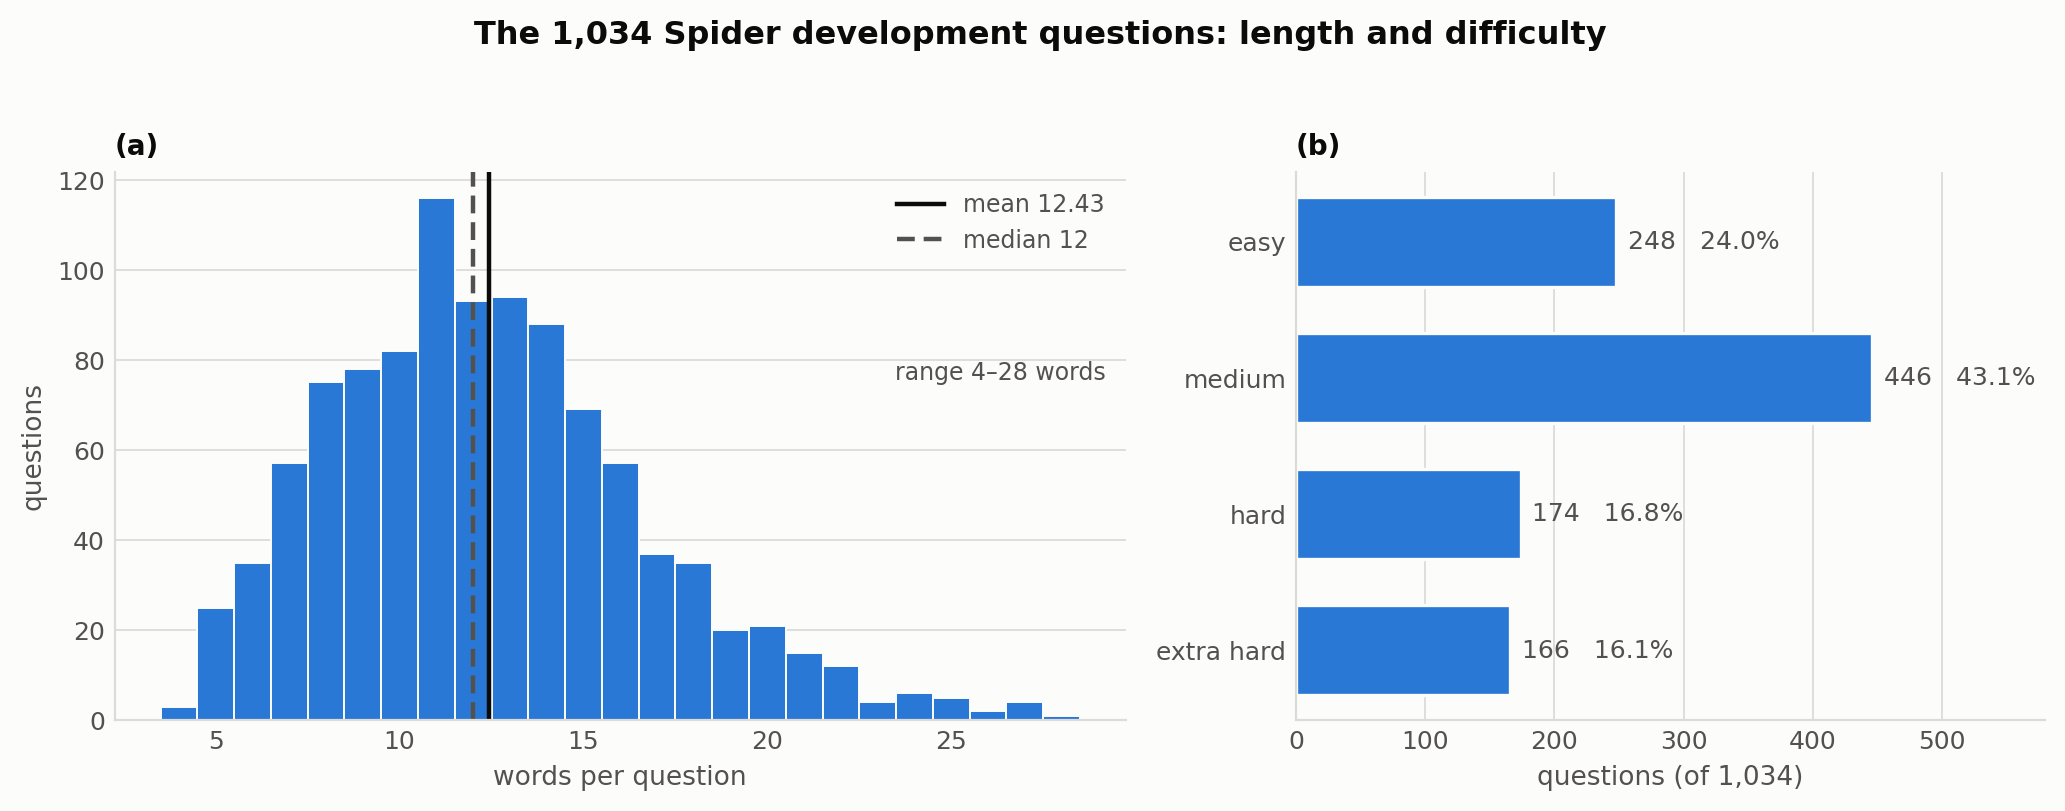 The 1,034 Spider development questions: length and difficulty
(a)
120
100
80
60
40
20
0
questions
mean 12.43
median 12
range 4–28 words
5 10 15 20 25
words per question
(b)
easy 248 24.0%
medium 446 43.1%
hard 174 16.8%
extra hard 166 16.1%
0 100 200 300 400 500
questions (of 1,034)